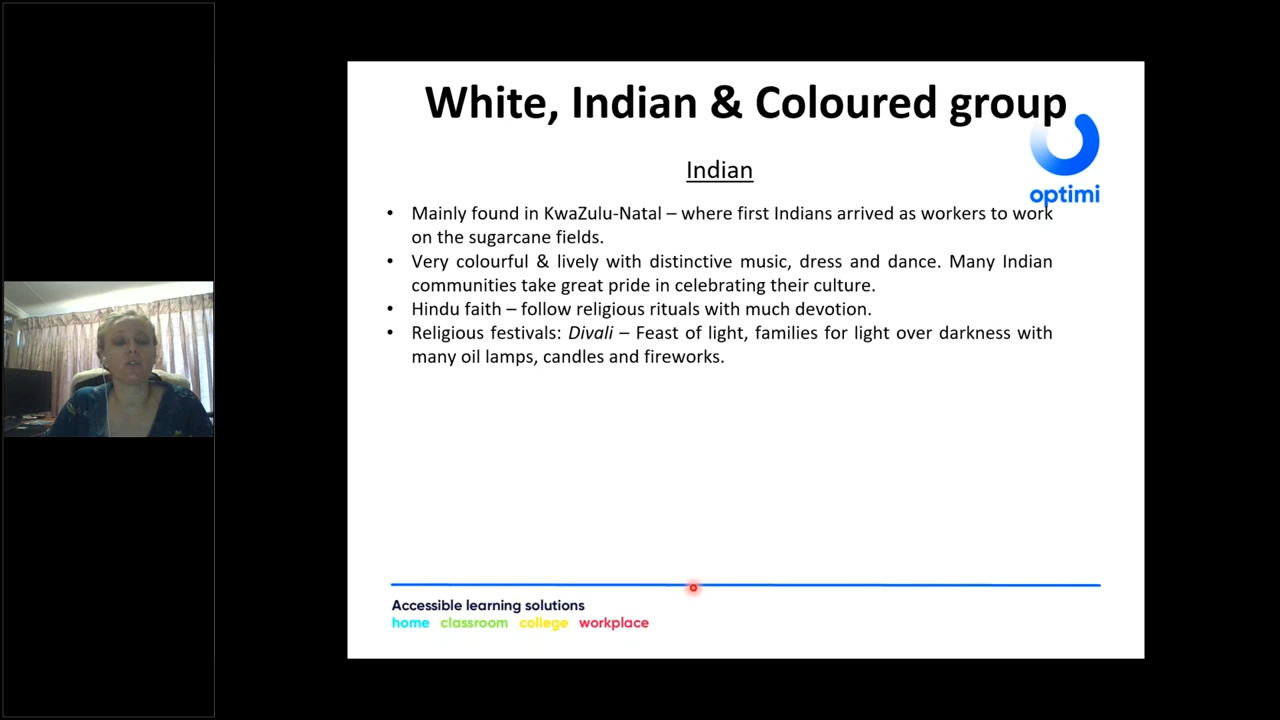 White, Indian & Coloured group
optimi
Indian
• Mainly found in KwaZulu-Natal – where first Indians arrived as workers to work
on the sugarcane fields.
• Very colourful & lively with distinctive music, dress and dance. Many Indian
communities take great pride in celebrating their culture.
• Hindu faith – follow religious rituals with much devotion.
• Religious festivals: Divali – Feast of light, families for light over darkness with
many oil lamps, candles and fireworks.
Accessible learning solutions
home classroom college workplace